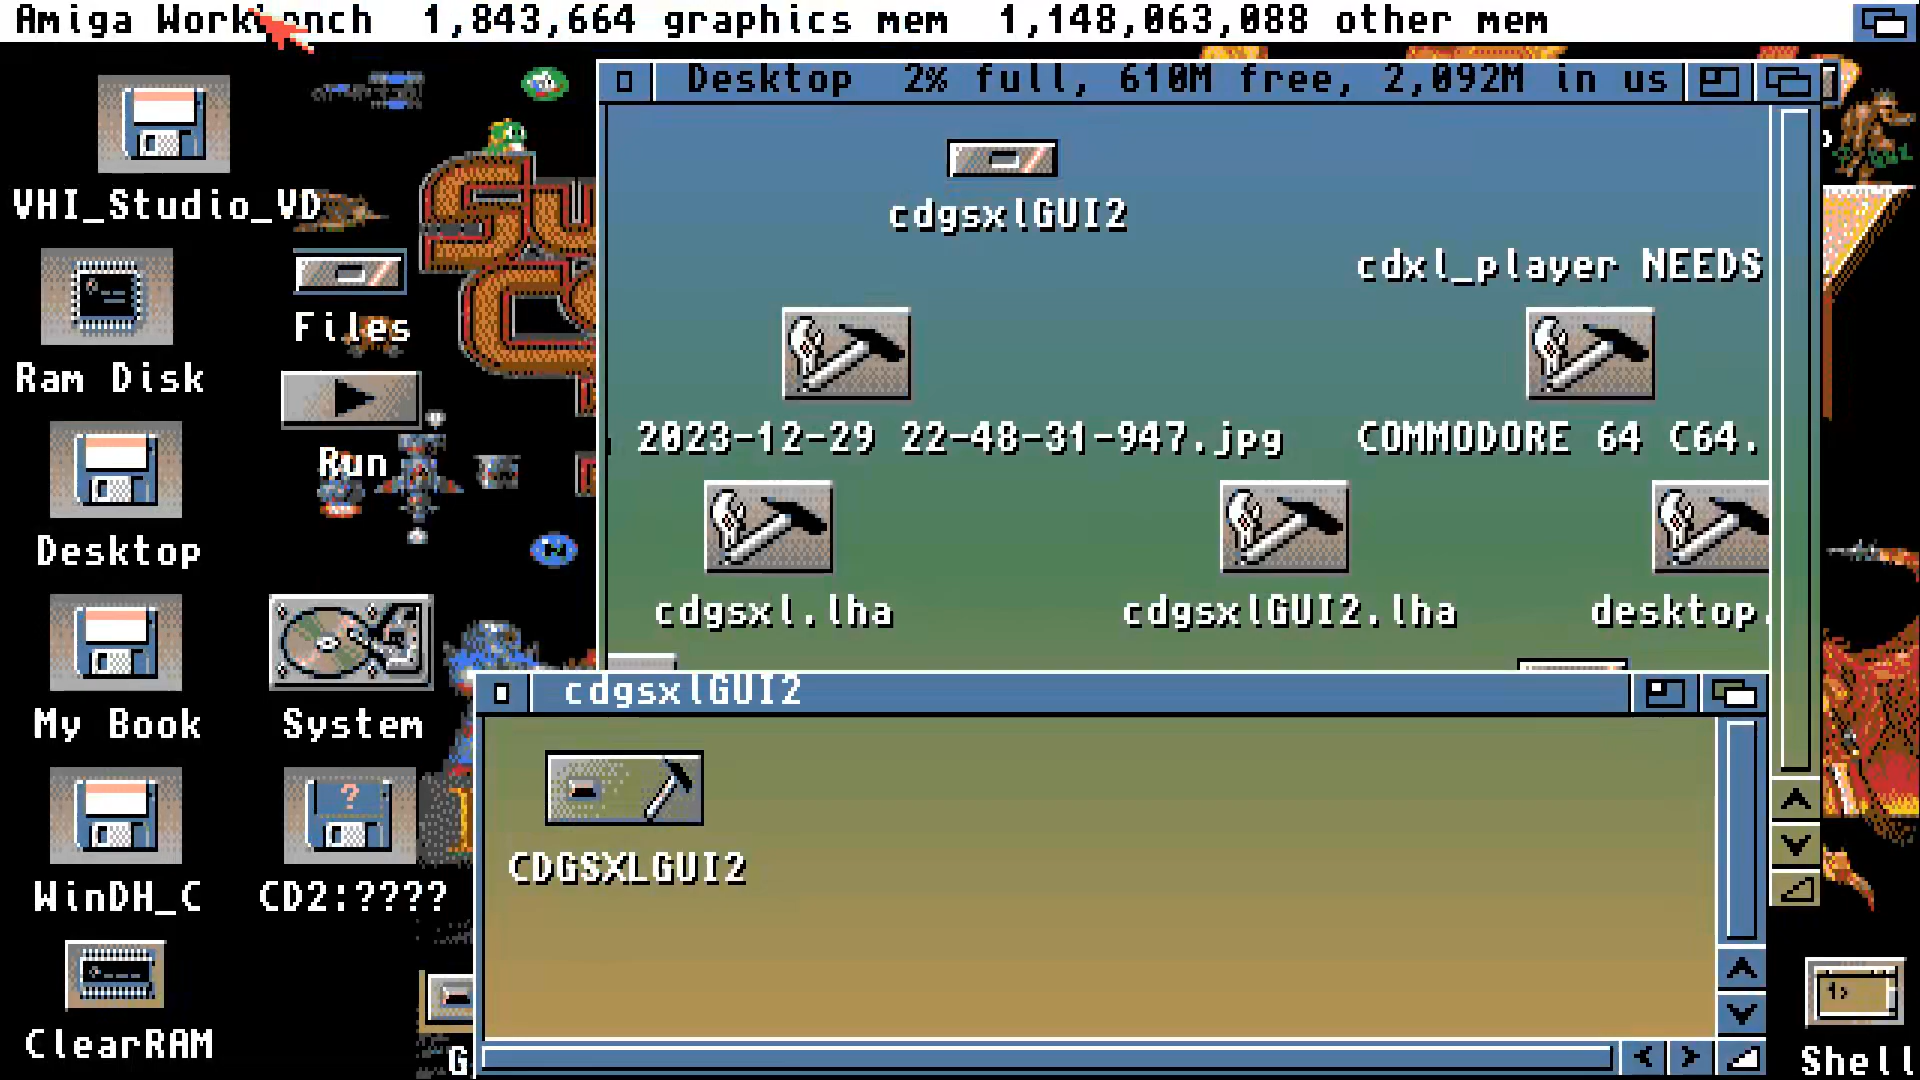 Amiga Workbench 1,843,664 graphics mem 1,148,063,088 other mem
Desktop 2% full, 610M free, 2,092M in us
cdgsxlGUI2
cdxl_player NEEDS
2023-12-29 22-48-31-947.jpg
COMMODORE 64 C64.
cdgsxl.lha
cdgsxlGUI2.lha
desktop.
cdgsxlGUI2
CDGSXLGUI2
VHI_Studio_VD
Ram Disk
Files
Run
Desktop
My Book
System
WinDH_C
CD2:????
ClearRAM
G
1>
Shell